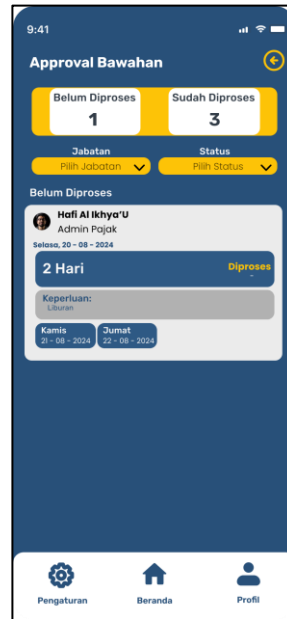 9:41
Approval Bawahan
Belum Diproses
1
Sudah Diproses
3
Jabatan
Pilih Jabatan
Status
Pilih Status
Belum Diproses
Hafi Al Ikhya'U
Admin Pajak
Selasa, 20 - 08 - 2024
2 Hari
Diproses
-
Keperluan:
Liburan
Kamis
21 - 08 - 2024
Jumat
22 - 08 - 2024
Pengaturan
Beranda
Profil